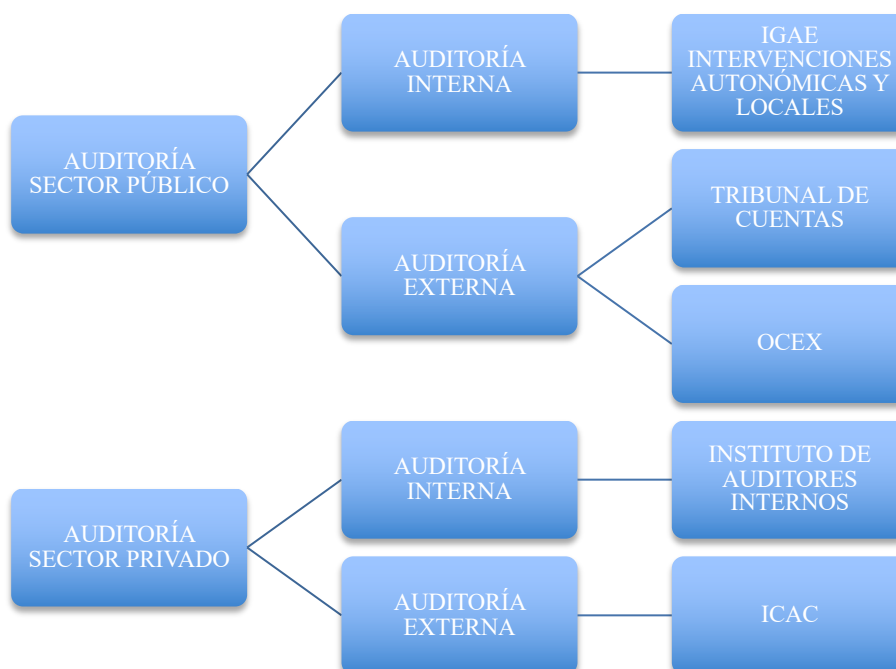 AUDITORÍA
SECTOR PÚBLICO
AUDITORÍA
INTERNA
IGAE
INTERVENCIONES
AUTONÓMICAS Y
LOCALES
AUDITORÍA
EXTERNA
TRIBUNAL DE
CUENTAS
OCEX
AUDITORÍA
SECTOR PRIVADO
AUDITORÍA
INTERNA
INSTITUTO DE
AUDITORES
INTERNOS
AUDITORÍA
EXTERNA
ICAC